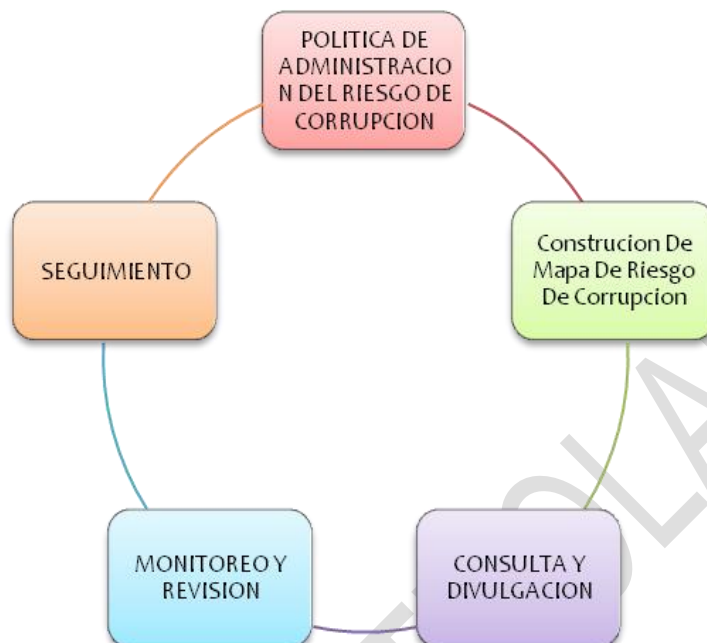 POLITICA DE
ADMINISTRACIO
N DEL RIESGO DE
CORRUPCION
Construcion De
Mapa De Riesgo
De Corrupcion
CONSULTA Y
DIVULGACION
MONITOREO Y
REVISION
SEGUIMIENTO